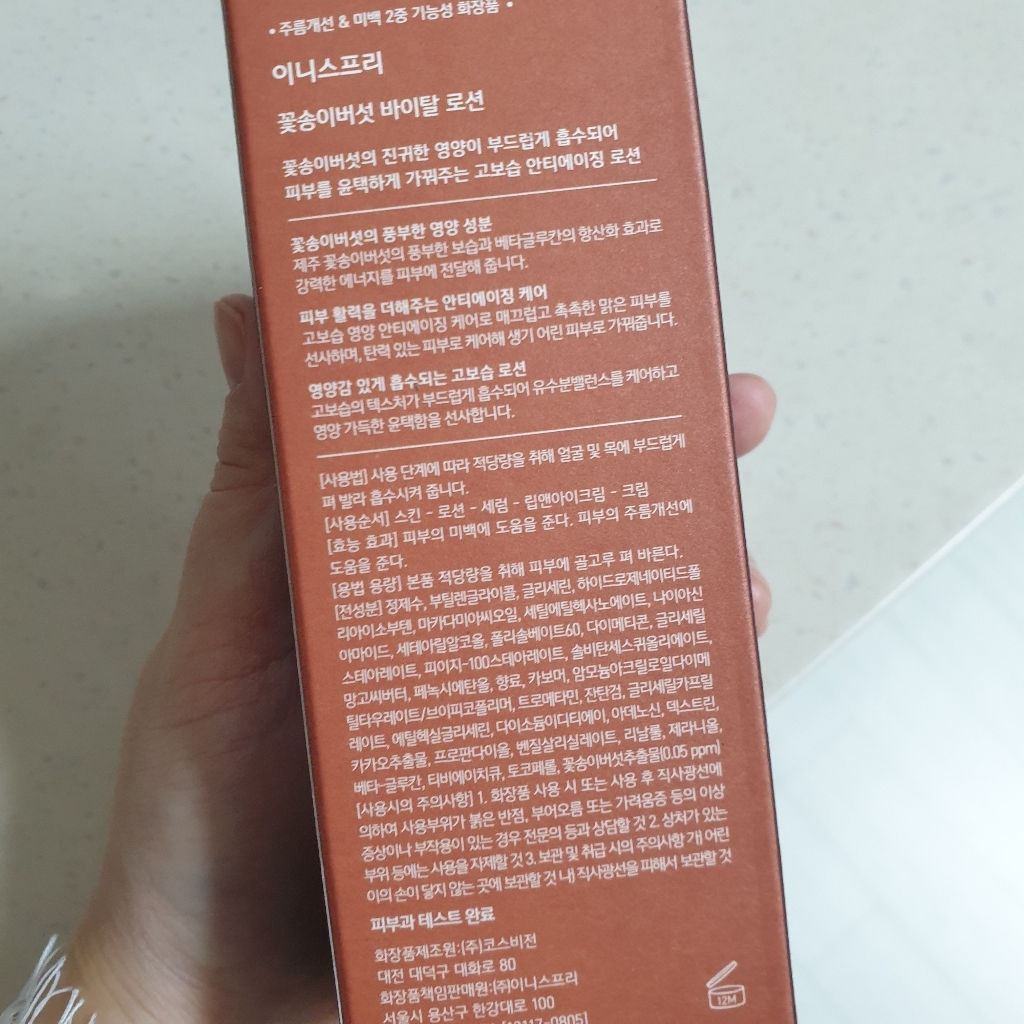 • 주름개선 & 미백 2중 기능성 화장품 •
이니스프리
꽃송이버섯 바이탈 로션
꽃송이버섯의 진귀한 영양이 부드럽게 흡수되어
피부를 윤택하게 가꿔주는 고보습 안티에이징 로션
꽃송이버섯의 풍부한 영양 성분
제주 꽃송이버섯의 풍부한 보습과 베타글루칸의 항산화 효과로
강력한 에너지를 피부에 전달해 줍니다.
피부 활력을 더해주는 안티에이징 케어
고보습 영양 안티에이징 케어로 매끄럽고 촉촉한 맑은 피부를
선사하며, 탄력 있는 피부로 케어해 생기 어린 피부로 가꿔줍니다.
영양감 있게 흡수되는 고보습 로션
고보습의 텍스처가 부드럽게 흡수되어 유수분밸런스를 케어하고
영양 가득한 윤택함을 선사합니다.
[사용법] 사용 단계에 따라 적당량을 취해 얼굴 및 목에 부드럽게
펴 발라 흡수시켜 줍니다.
[사용순서] 스킨 - 로션 - 세럼 - 립앤아이크림 - 크림
[효능 효과] 피부의 미백에 도움을 준다. 피부의 주름개선에
도움을 준다.
[용법 용량] 본품 적당량을 취해 피부에 골고루 펴 바른다.
[전성분] 정제수, 부틸렌글라이콜, 글리세린, 하이드로제네이티드폴
리아이소부텐, 마카다미아씨오일, 세틸에틸헥사노에이트, 나이아신
아마이드, 세테아릴알코올, 폴리솔베이트60, 다이메티콘, 글리세릴
스테아레이트, 피이지-100스테아레이트, 솔비탄세스퀴올리에이트,
망고씨버터, 페녹시에탄올, 향료, 카보머, 암모늄아크릴로일다이메
틸타우레이트/브이피코폴리머, 트로메타민, 잔탄검, 글리세릴카프릴
레이트, 에틸헥실글리세린, 다이소듐이디티에이, 아데노신, 덱스트린,
카카오추출물, 프로판다이올, 벤질살리실레이트, 리날룰, 제라니올,
베타-글루칸, 티비에이치큐, 토코페롤, 꽃송이버섯추출물(0.05 ppm)
[사용시의 주의사항] 1. 화장품 사용 시 또는 사용 후 직사광선에
의하여 사용부위가 붉은 반점, 부어오름 또는 가려움증 등의 이상
증상이나 부작용이 있는 경우 전문의 등과 상담할 것 2. 상처가 있는
부위 등에는 사용을 자제할 것 3. 보관 및 취급 시의 주의사항 가) 어린
이의 손이 닿지 않는 곳에 보관할 것 나) 직사광선을 피해서 보관할 것
피부과 테스트 완료
화장품제조원:(주)코스비전
대전 대덕구 대화로 80
화장품책임판매원:(주)이니스프리
서울시 용산구 한강대로 100
12M